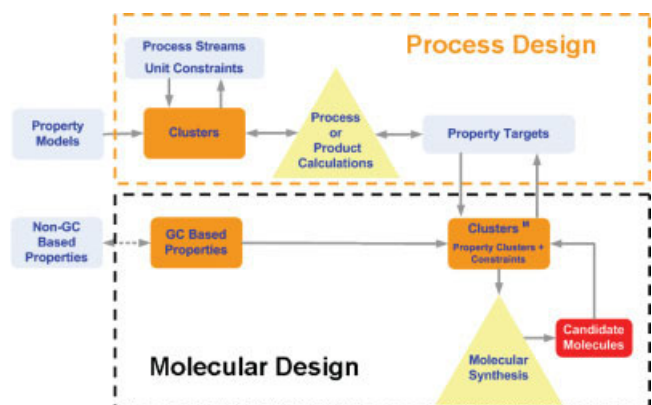 Process Design
Process Streams
Unit Constraints
Property
Models
Clusters
Process
or
Product
Calculations
Property Targets
Non-GC
Based
Properties
GC Based
Properties
Clusters M
Property Clusters +
Constraints
Molecular
Synthesis
Candidate
Molecules
Molecular Design